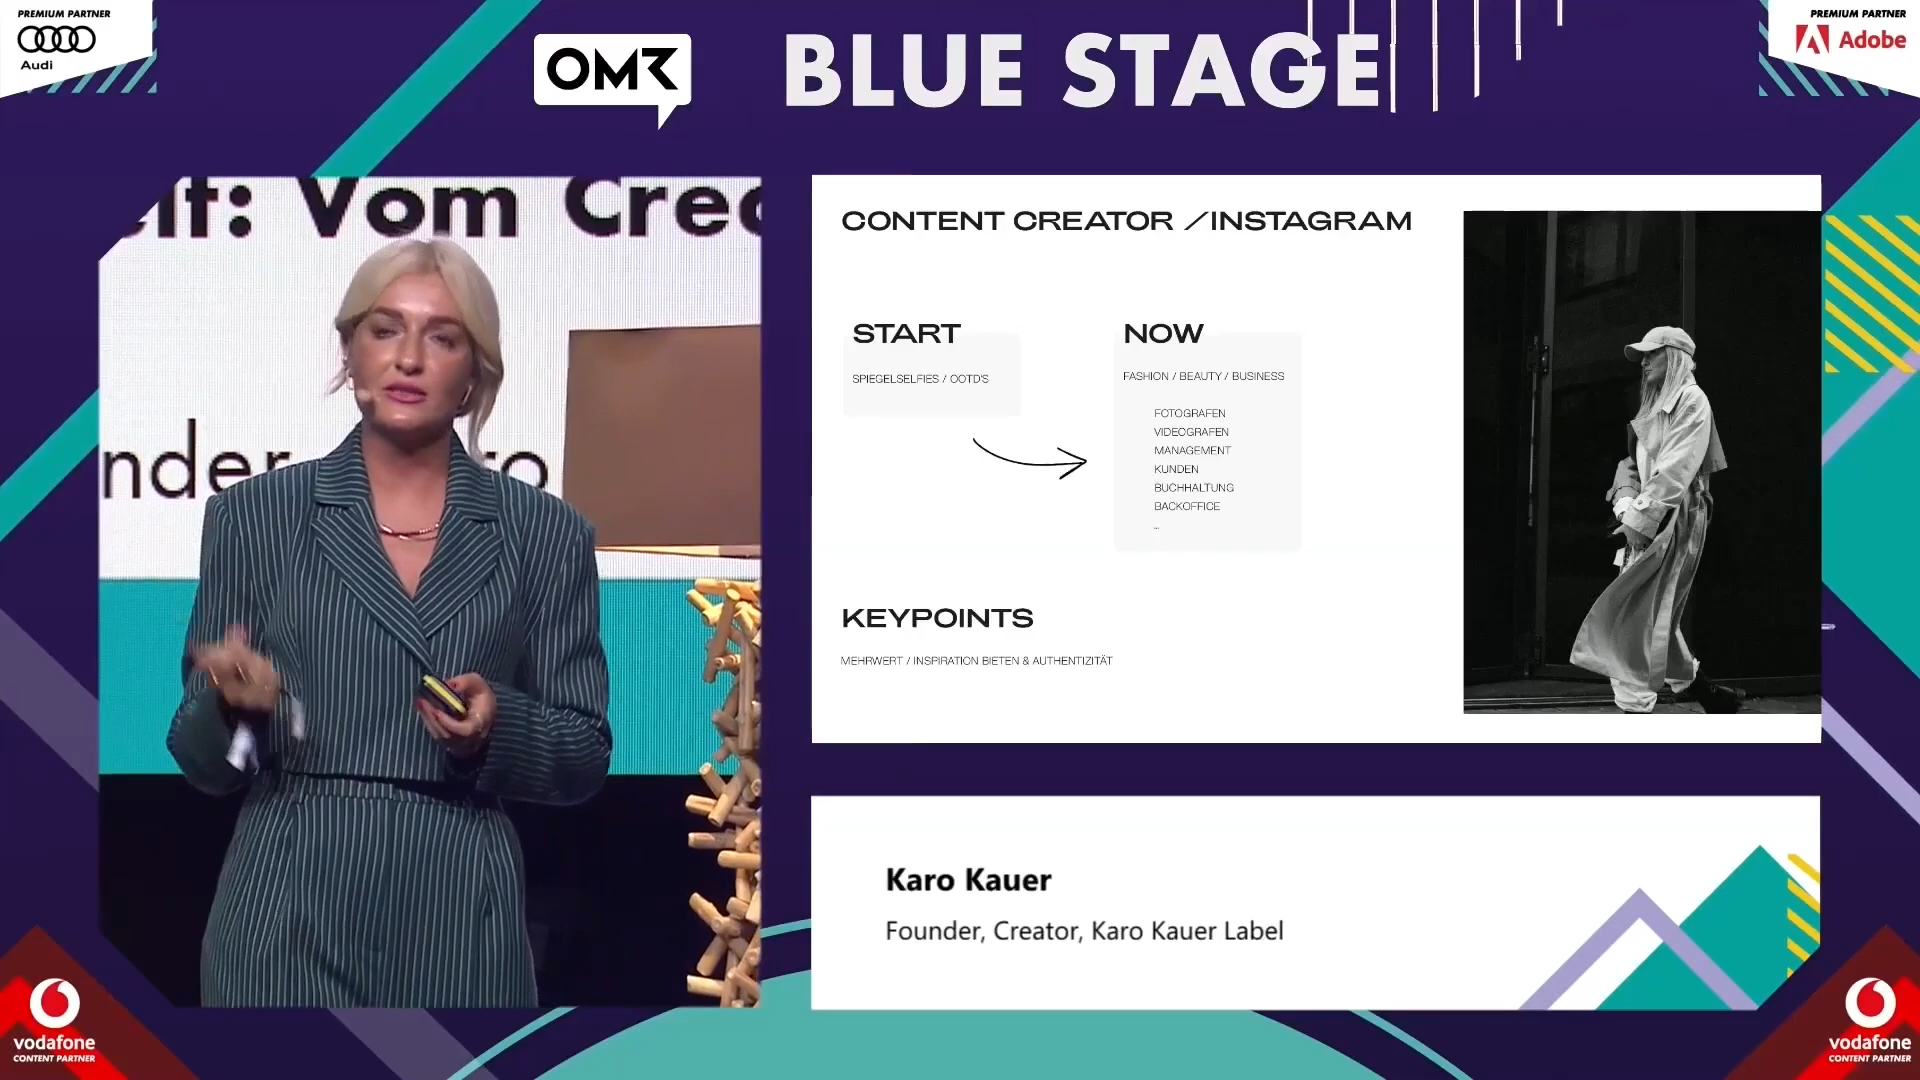 PREMIUM PARTNER
Audi
OMR
BLUE STAGE
PREMIUM PARTNER
Adobe
Vom
CONTENT CREATOR /INSTAGRAM
START
SPIEGELSELFIES / OOTD'S
NOW
FASHION / BEAUTY / BUSINESS
FOTOGRAFEN
VIDEOGRAFEN
MANAGEMENT
KUNDEN
BUCHHALTUNG
BACKOFFICE
...
KEYPOINTS
MEHRWERT / INSPIRATION BIETEN & AUTHENTIZITÄT
Karo Kauer
Founder, Creator, Karo Kauer Label
vodafone
CONTENT PARTNER
vodafone
CONTENT PARTNER